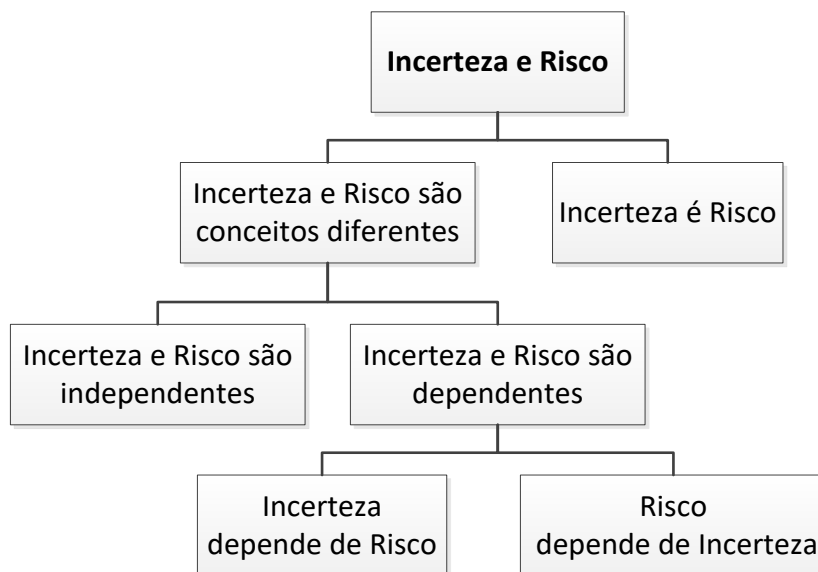 Incerteza e Risco
Incerteza e Risco são
conceitos diferentes
Incerteza é Risco
Incerteza e Risco são
independentes
Incerteza e Risco são
dependentes
Incerteza
depende de Risco
Risco
depende de Incerteza